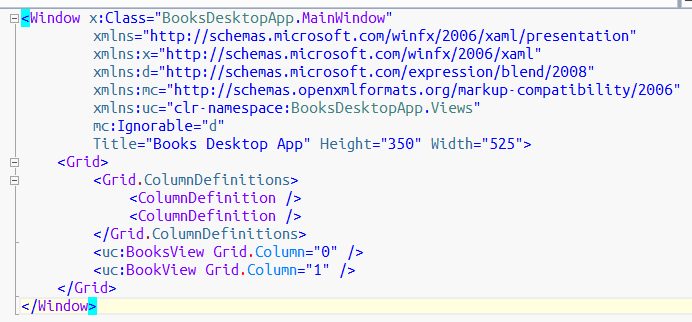 <Window x:Class="BooksDesktopApp.MainWindow"
xmlns="http://schemas.microsoft.com/winfx/2006/xaml/presentation"
xmlns:x="http://schemas.microsoft.com/winfx/2006/xaml"
xmlns:d="http://schemas.microsoft.com/expression/blend/2008"
xmlns:mc="http://schemas.openxmlformats.org/markup-compatibility/2006"
xmlns:uc="clr-namespace:BooksDesktopApp.Views"
mc:Ignorable="d"
Title="Books Desktop App" Height="350" Width="525">
<Grid>
<Grid.ColumnDefinitions>
<ColumnDefinition />
<ColumnDefinition />
</Grid.ColumnDefinitions>
<uc:BooksView Grid.Column="0" />
<uc:BookView Grid.Column="1" />
</Grid>
</Window>